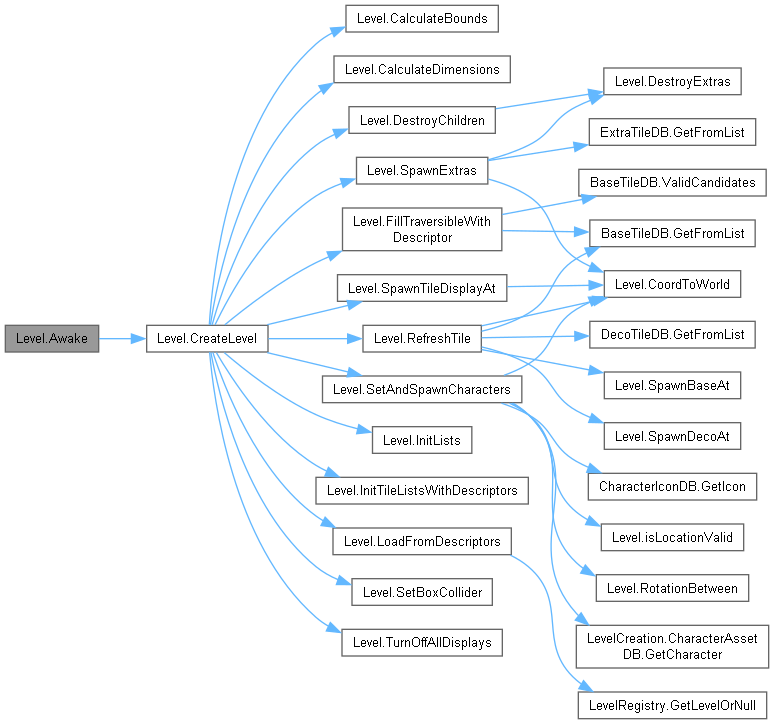 Level.Awake
Level.CreateLevel
Level.CalculateBounds
Level.CalculateDimensions
Level.DestroyChildren
Level.SpawnExtras
Level.FillTraversibleWith
Descriptor
Level.SpawnTileDisplayAt
Level.RefreshTile
Level.SetAndSpawnCharacters
Level.InitLists
Level.InitTileListsWithDescriptors
Level.LoadFromDescriptors
Level.SetBoxCollider
Level.TurnOffAllDisplays
Level.DestroyExtras
ExtraTileDB.GetFromList
BaseTileDB.ValidCandidates
BaseTileDB.GetFromList
Level.CoordToWorld
DecoTileDB.GetFromList
Level.SpawnBaseAt
Level.SpawnDecoAt
CharacterIconDB.GetIcon
Level.isLocationValid
Level.RotationBetween
LevelCreation.CharacterAsset
DB.GetCharacter
LevelRegistry.GetLevelOrNull